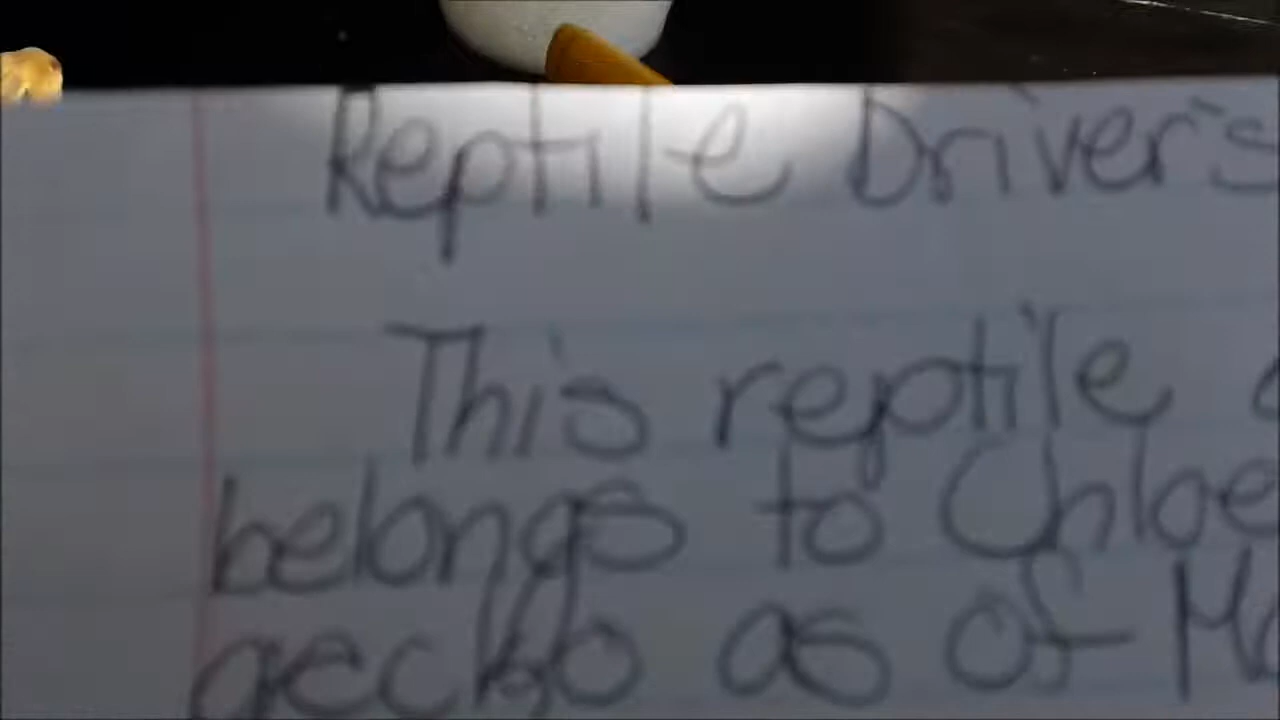 Reptile Driver's
This reptile
belongs to Chloe
gecko as of